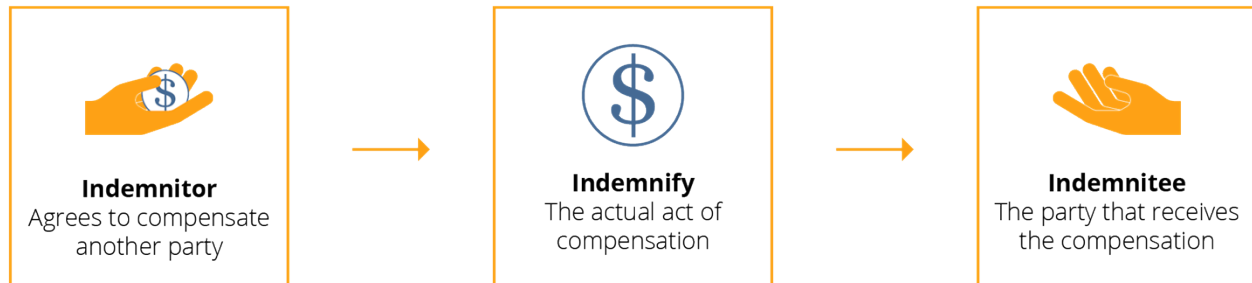 $
Indemnitor
Agrees to compensate
another party
$
Indemnify
The actual act of
compensation
Indemnitee
The party that receives
the compensation